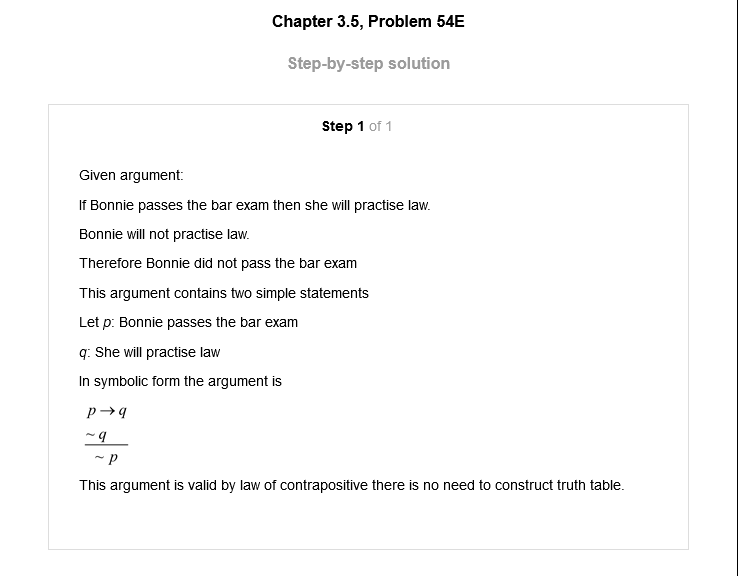 Chapter 3.5, Problem 54E
Step-by-step solution
Step 1 of 1
Given argument:
If Bonnie passes the bar exam then she will practise law.
Bonnie will not practise law.
Therefore Bonnie did not pass the bar exam
This argument contains two simple statements
Let p: Bonnie passes the bar exam
q: She will practise law
In symbolic form the argument is
p→q
~q
~p
This argument is valid by law of contrapositive there is no need to construct truth table.